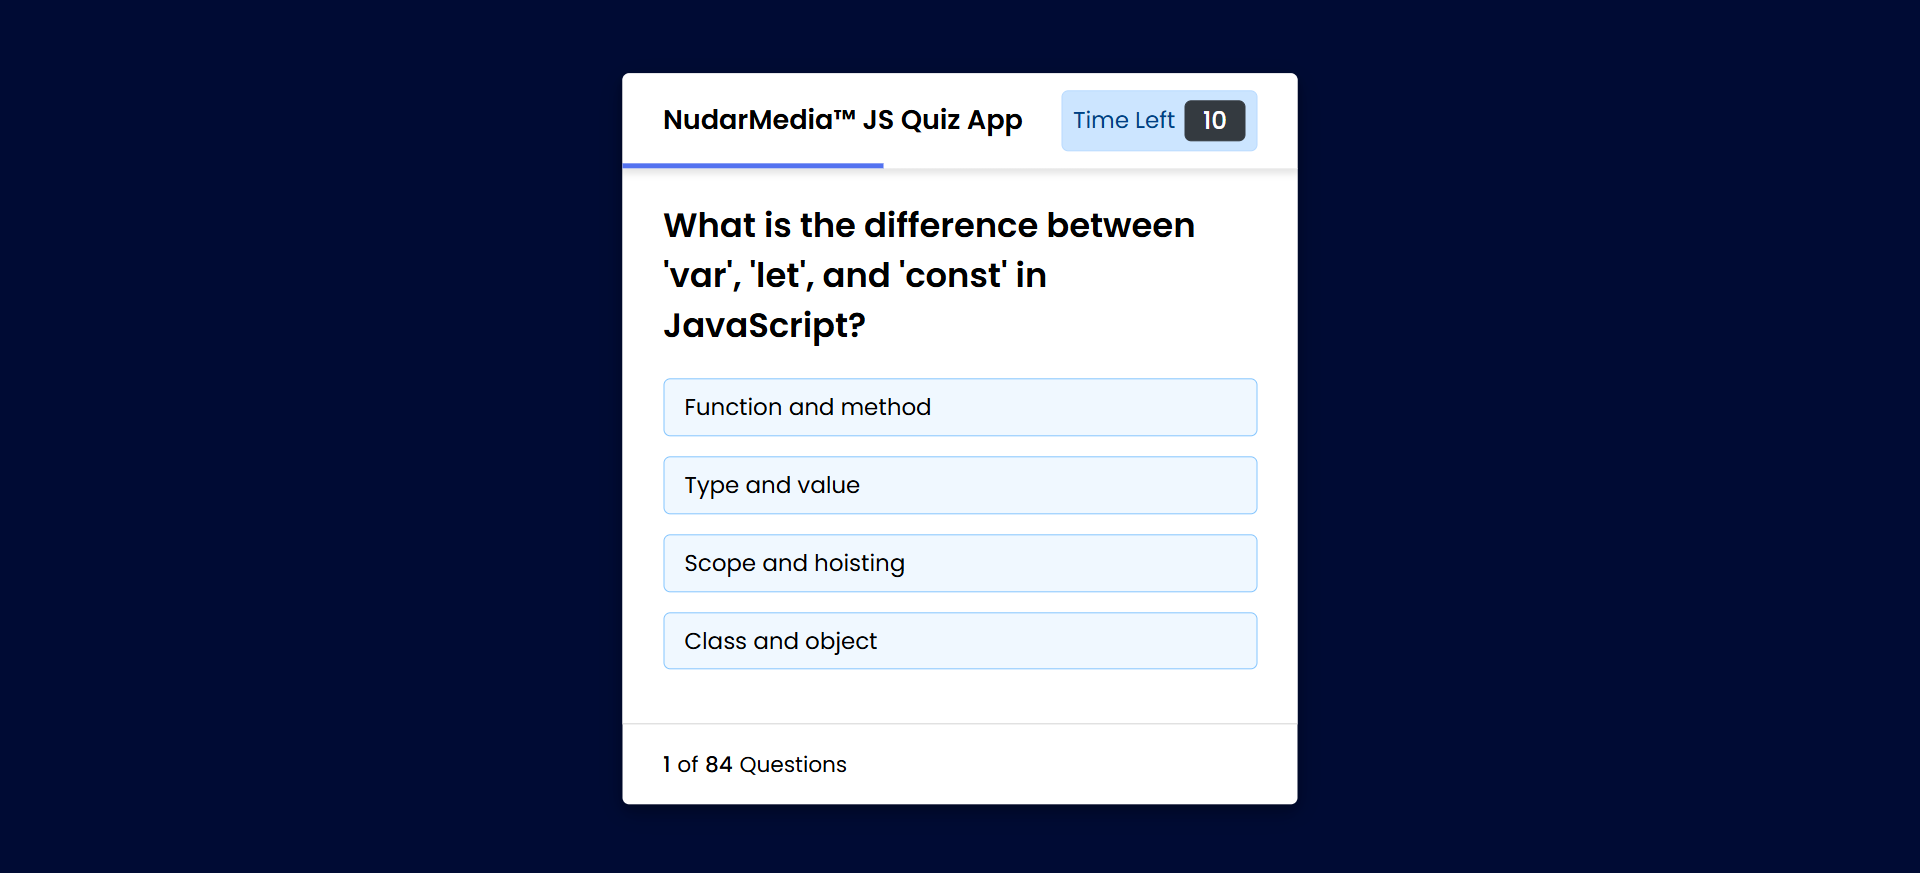 NudarMedia™ JS Quiz App
Time Left 10
What is the difference between
'var', 'let', and 'const' in
JavaScript?
Function and method
Type and value
Scope and hoisting
Class and object
1 of 84 Questions